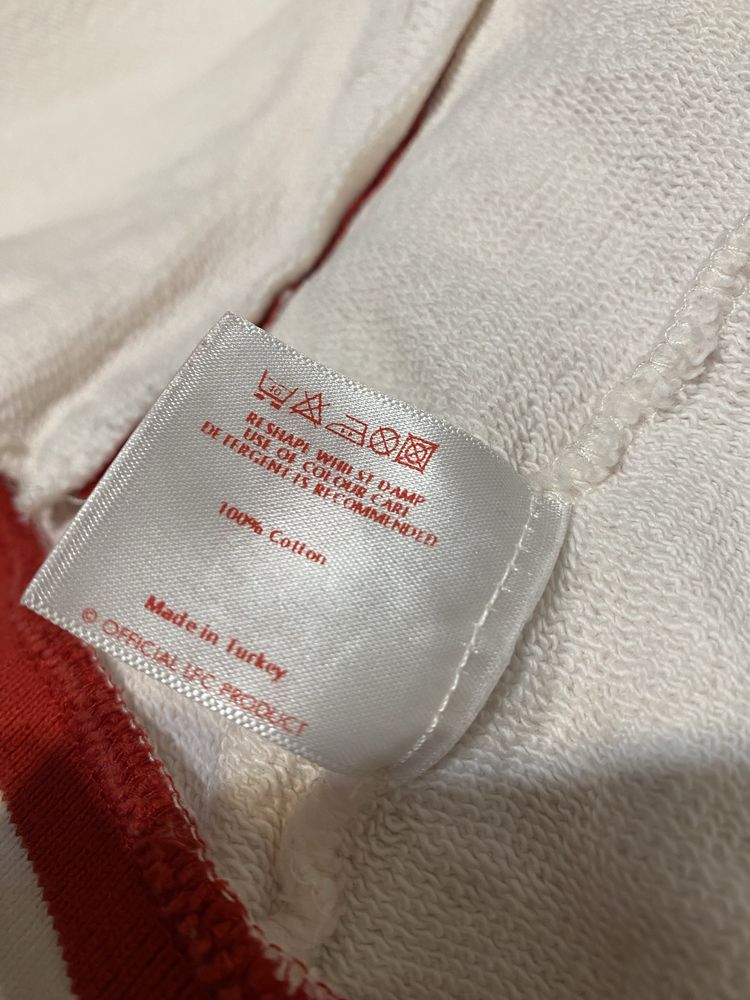 RESHAPE WHILST DAMP
USE OF COLOUR CARE
DETERGENT IS RECOMMENDED
100% Cotton
Made in Turkey
© OFFICIAL LFC PRODUCT